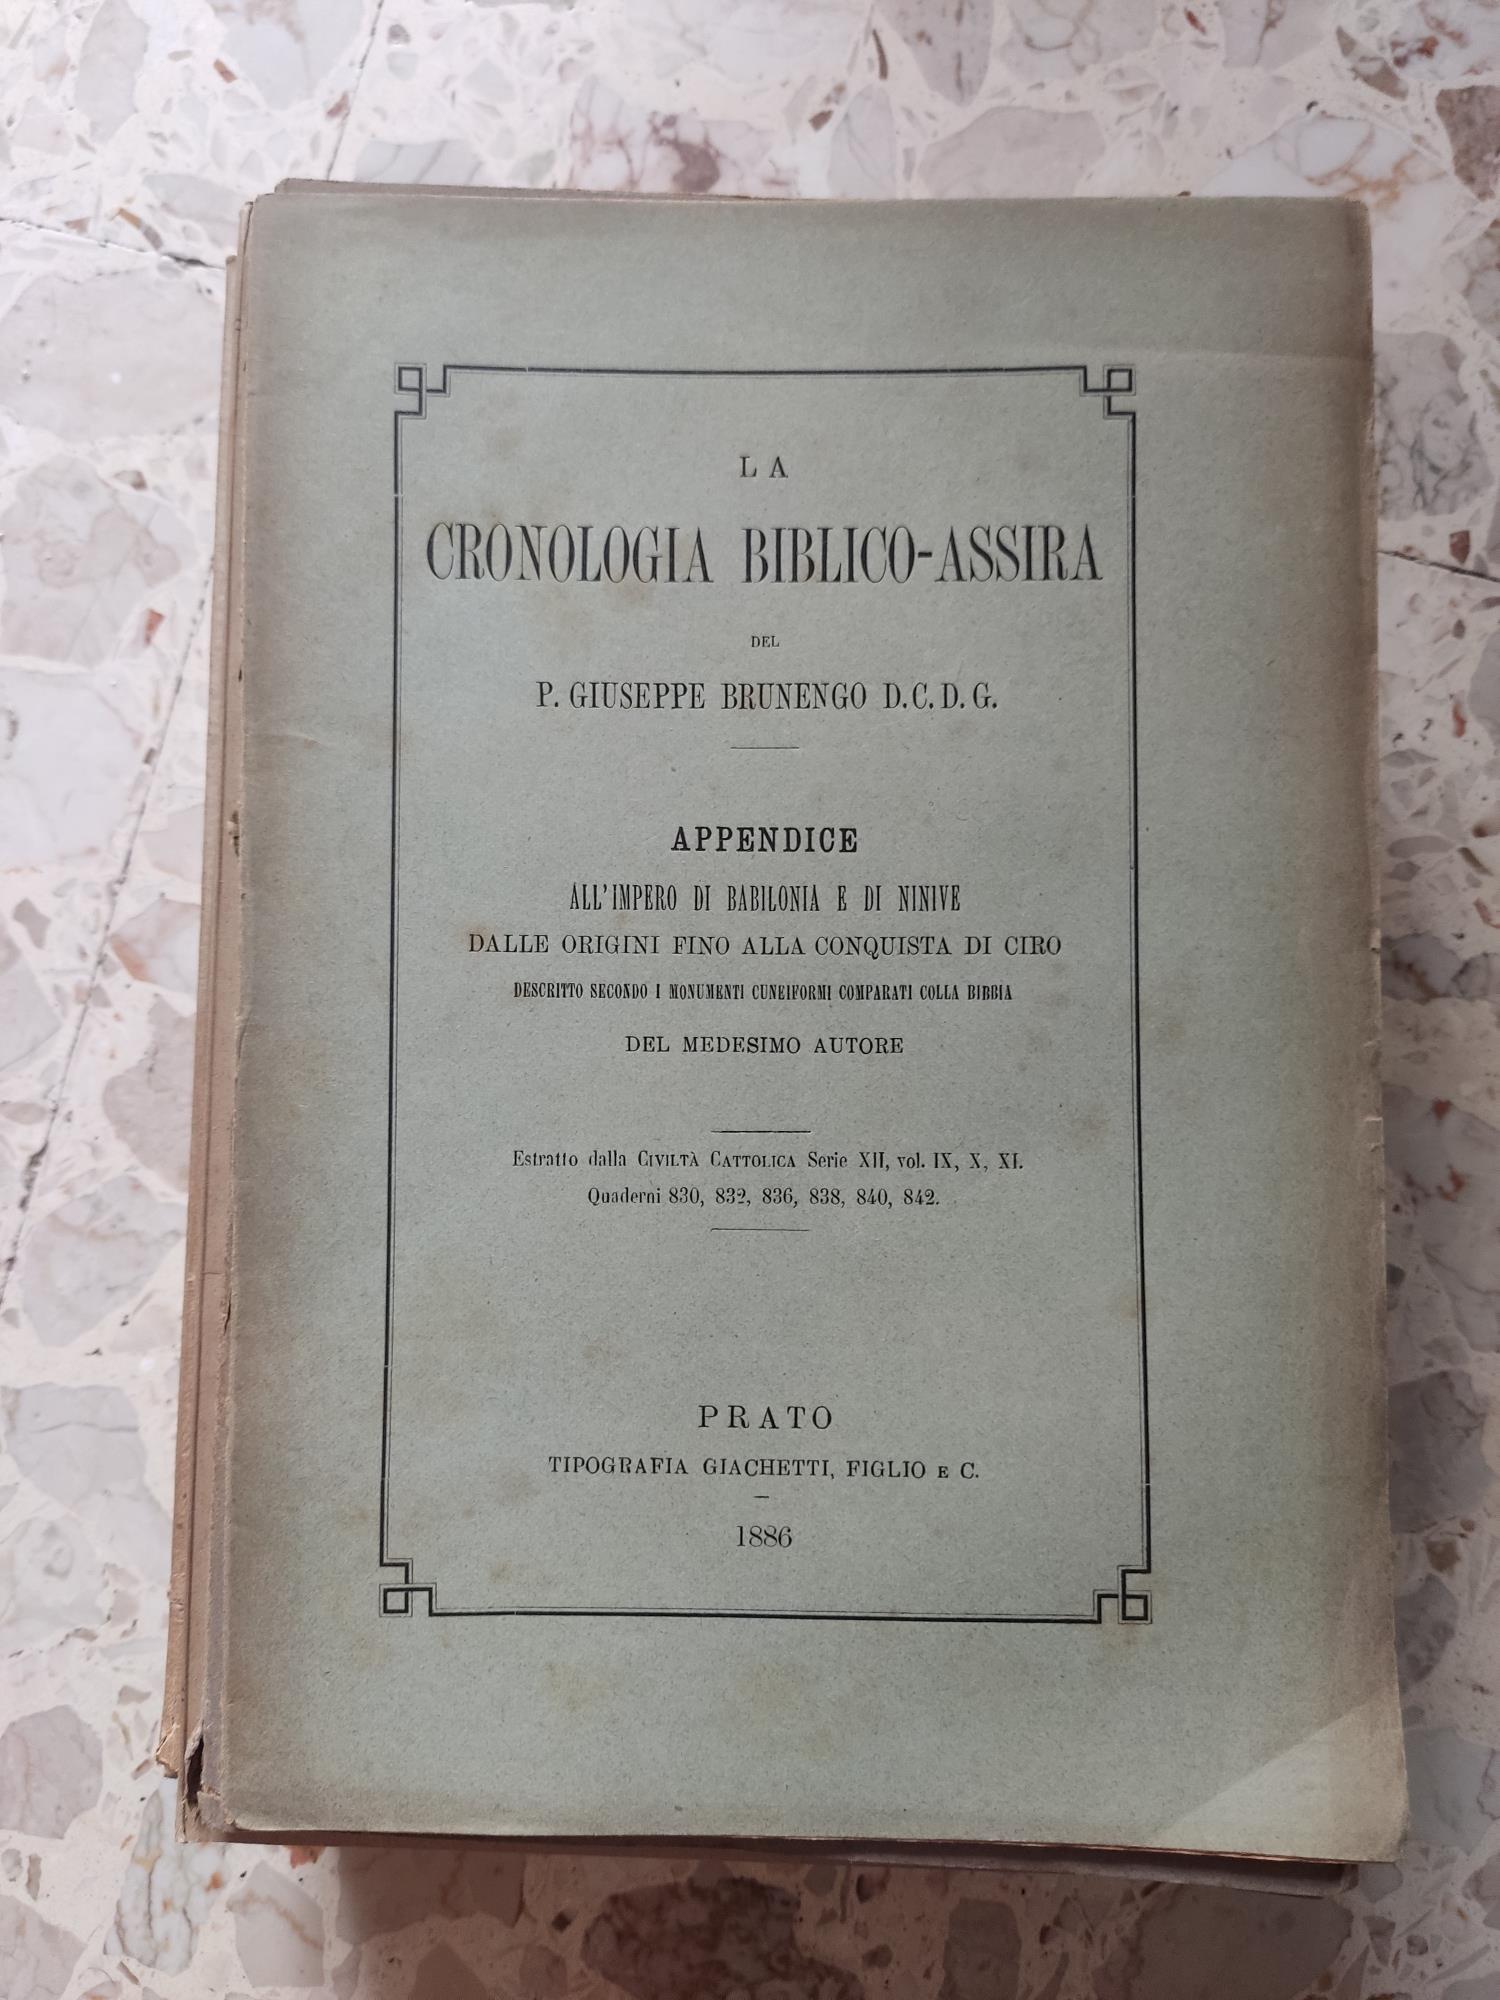 LA
CRONOLOGIA BIBLICO-ASSIRA
DEL
P. GIUSEPPE BRUNENGO D.C.D.G.
APPENDICE
ALL'IMPERO DI BABILONIA E DI NINIVE
DALLE ORIGINI FINO ALLA CONQUISTA DI CIRO
DESCRITTO SECONDO I MONUMENTI CUNEIFORMI COMPARATI COLLA BIBBIA
DEL MEDESIMO AUTORE
Estratto dalla CIVILTÀ CATTOLICA Serie XII, vol. IX, X, XI.
Quaderni 830, 832, 836, 838, 840, 842.
PRATO
TIPOGRAFIA GIACHETTI, FIGLIO E C.
1886